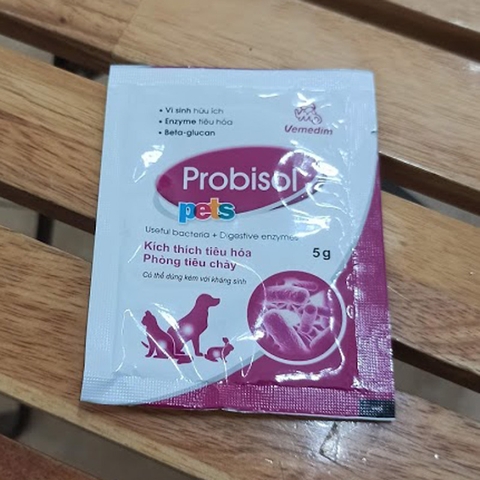 • Vi sinh hữu ích
• Enzyme tiêu hóa
• Beta-glucan
Vemedim
Probisol
pets
Useful bacteria + Digestive enzymes
Kích thích tiêu hóa
Phòng tiêu chảy
5g
Có thể dùng kèm với kháng sinh